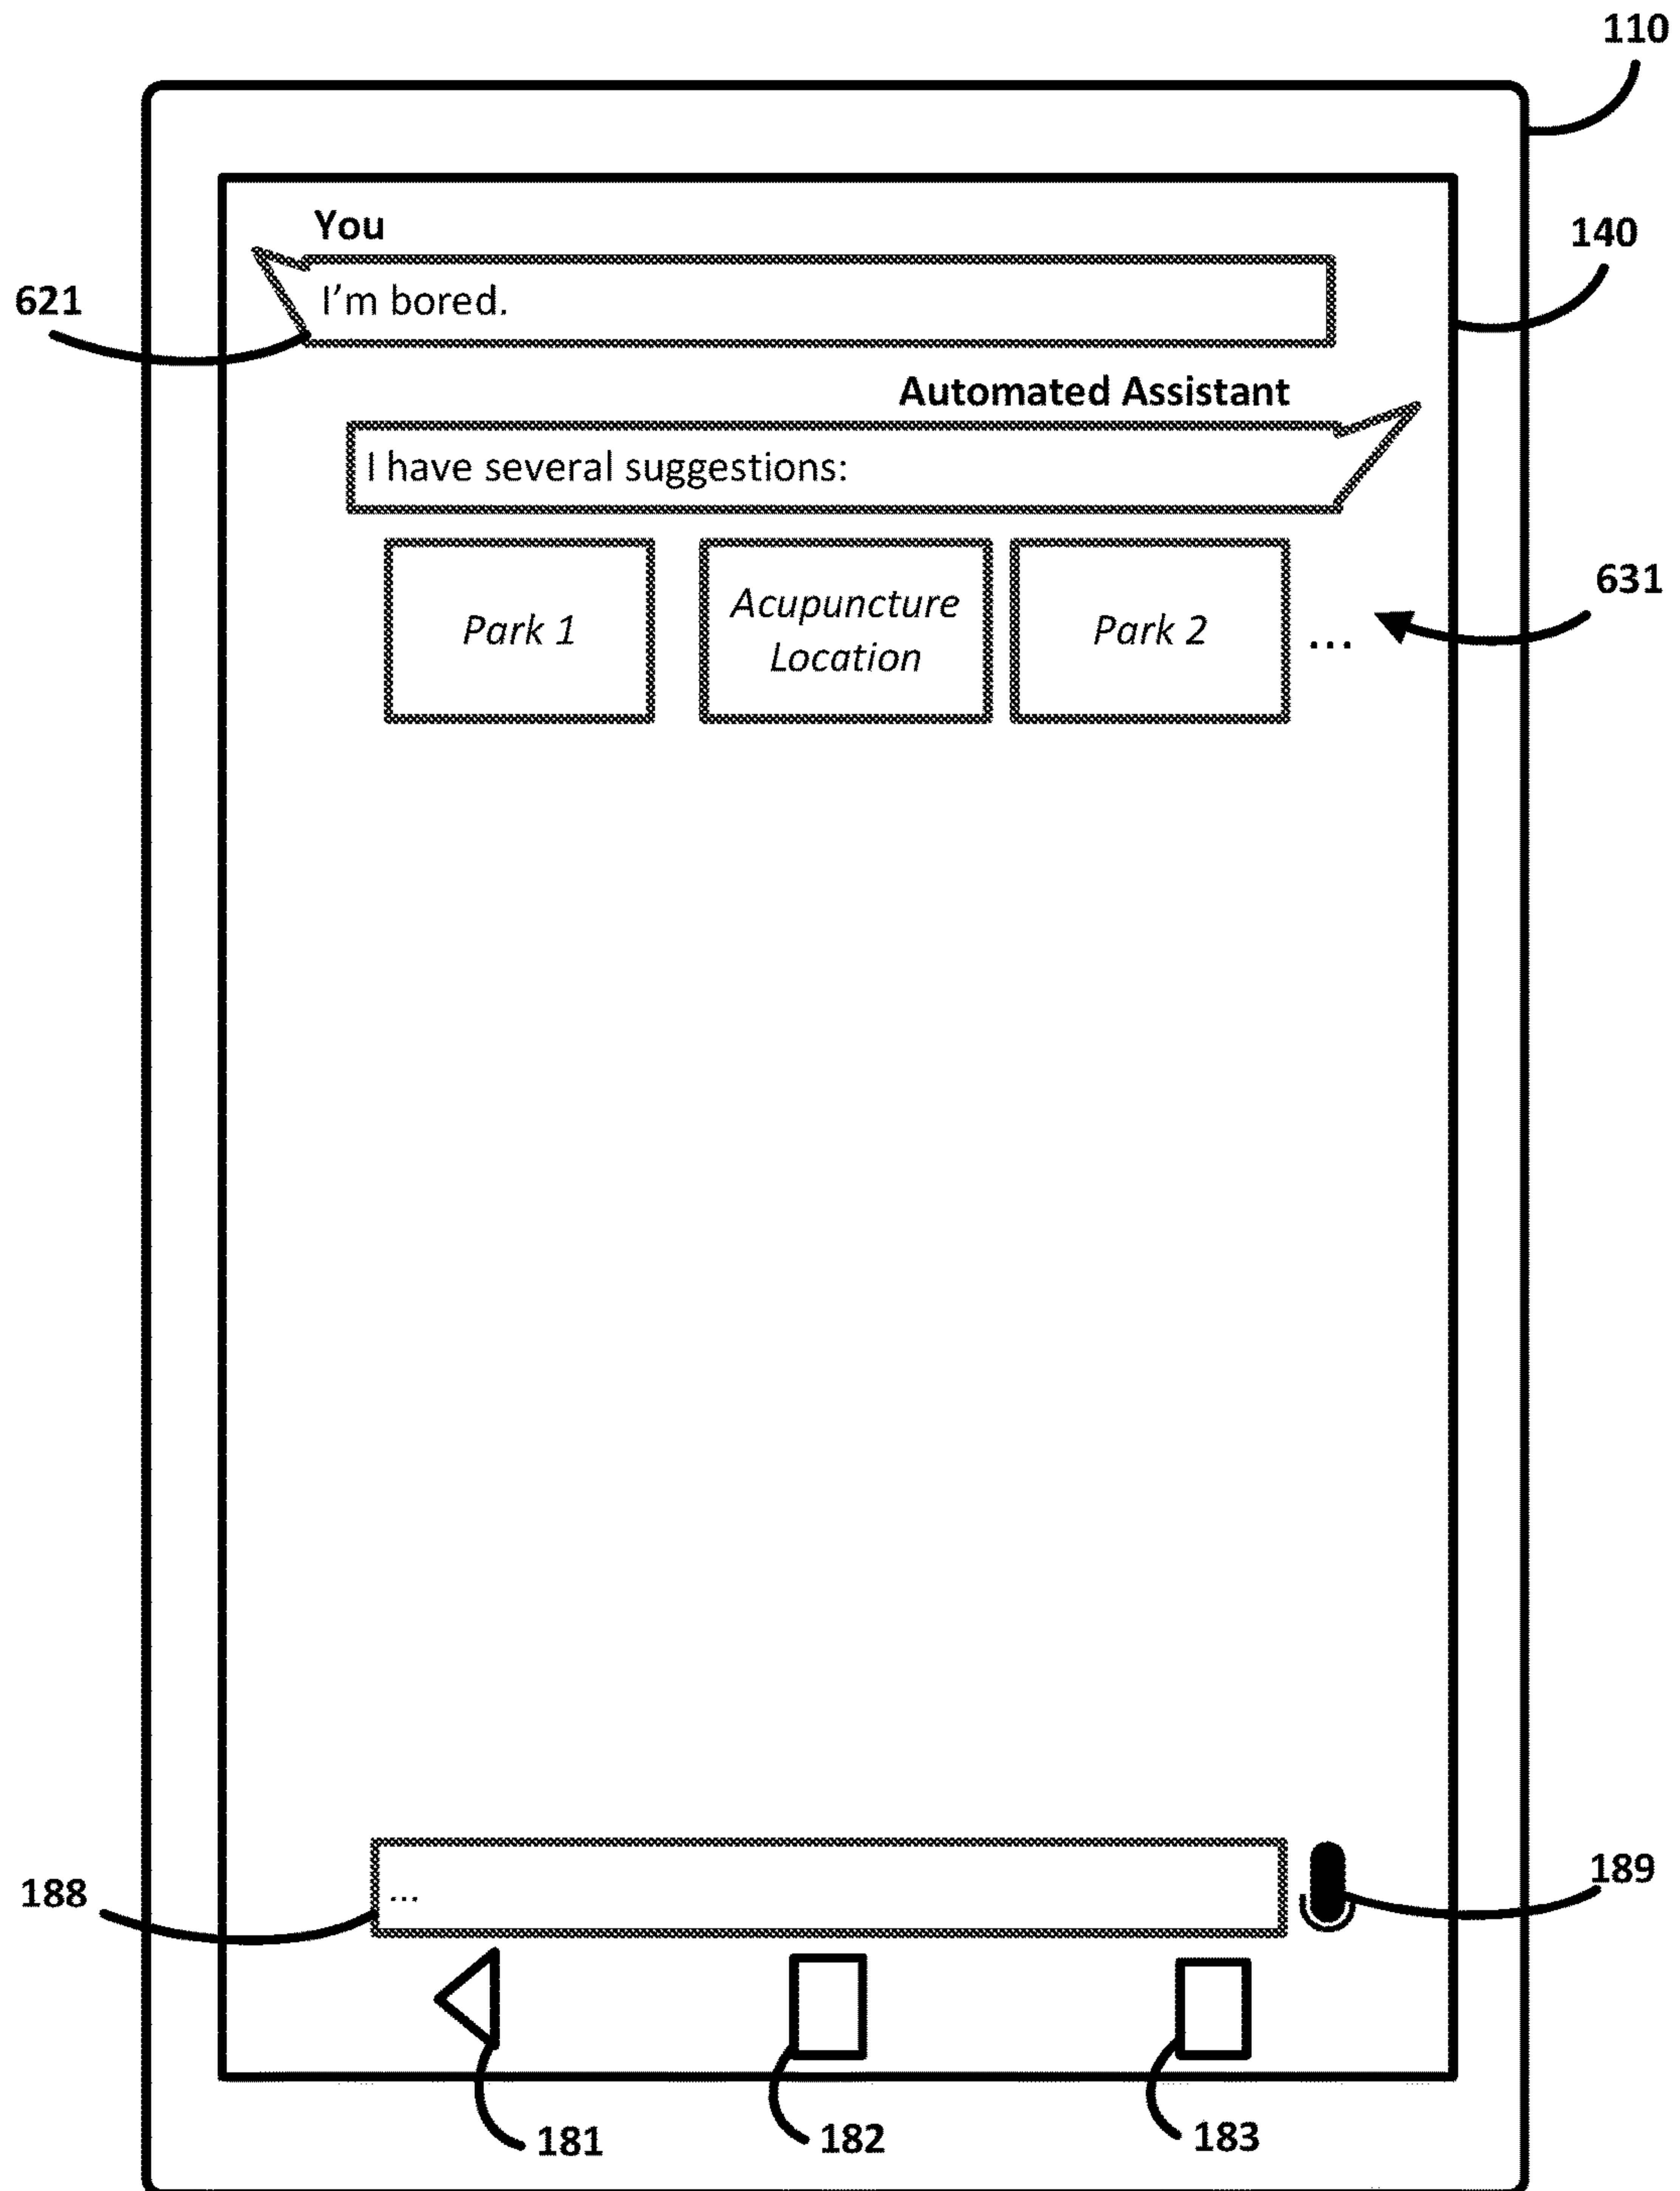 110
You
140
I'm bored.
621
Automated Assistant
I have several suggestions:
631
Park 1
Acupuncture
Location
Park 2
...
188
...
189
181
182
183